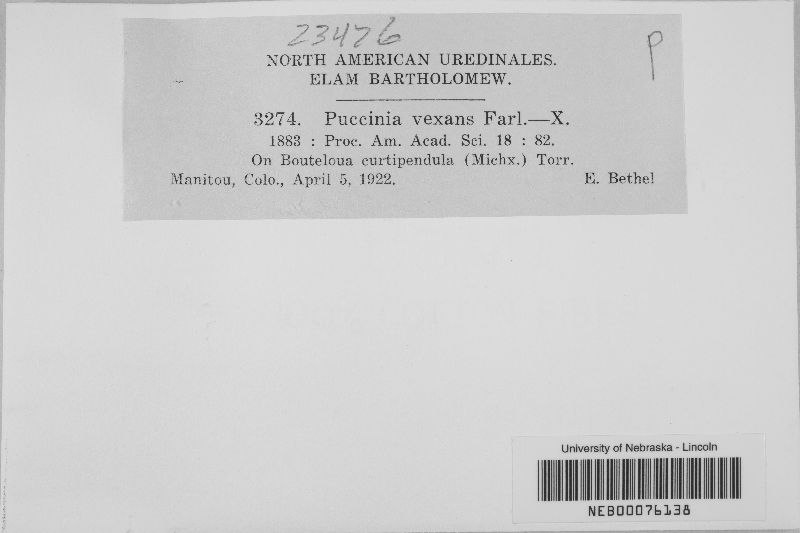 23476
P
NORTH AMERICAN UREDINALES.
ELAM BARTHOLOMEW.
3274. Puccinia vexans Farl.—X.
1883 : Proc. Am. Acad. Sci. 18 : 82.
On Bouteloua curtipendula (Michx.) Torr.
Manitou, Colo., April 5, 1922. E. Bethel
University of Nebraska - Lincoln
NEB00076138